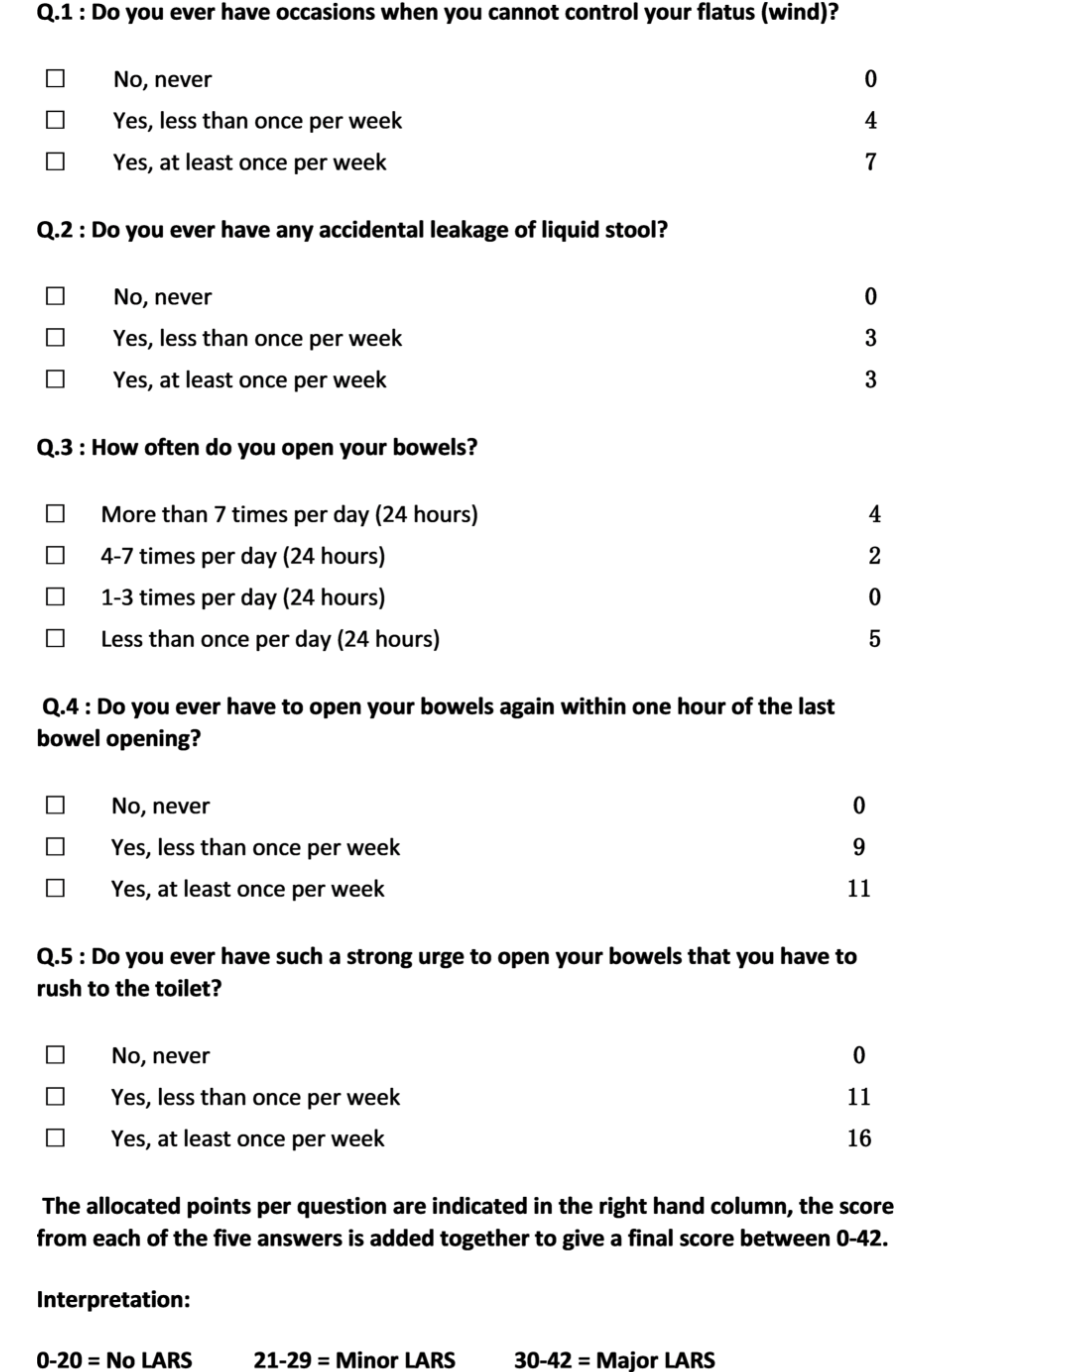 Q.1 : Do you ever have occasions when you cannot control your flatus (wind)?
No, never 0
Yes, less than once per week 4
Yes, at least once per week 7
Q.2 : Do you ever have any accidental leakage of liquid stool?
No, never 0
Yes, less than once per week 3
Yes, at least once per week 3
Q.3 : How often do you open your bowels?
More than 7 times per day (24 hours) 4
4-7 times per day (24 hours) 2
1-3 times per day (24 hours) 0
Less than once per day (24 hours) 5
Q.4 : Do you ever have to open your bowels again within one hour of the last
bowel opening?
No, never 0
Yes, less than once per week 9
Yes, at least once per week 11
Q.5 : Do you ever have such a strong urge to open your bowels that you have to
rush to the toilet?
No, never 0
Yes, less than once per week 11
Yes, at least once per week 16
The allocated points per question are indicated in the right hand column, the score
from each of the five answers is added together to give a final score between 0-42.
Interpretation:
0-20 = No LARS 21-29 = Minor LARS 30-42 = Major LARS